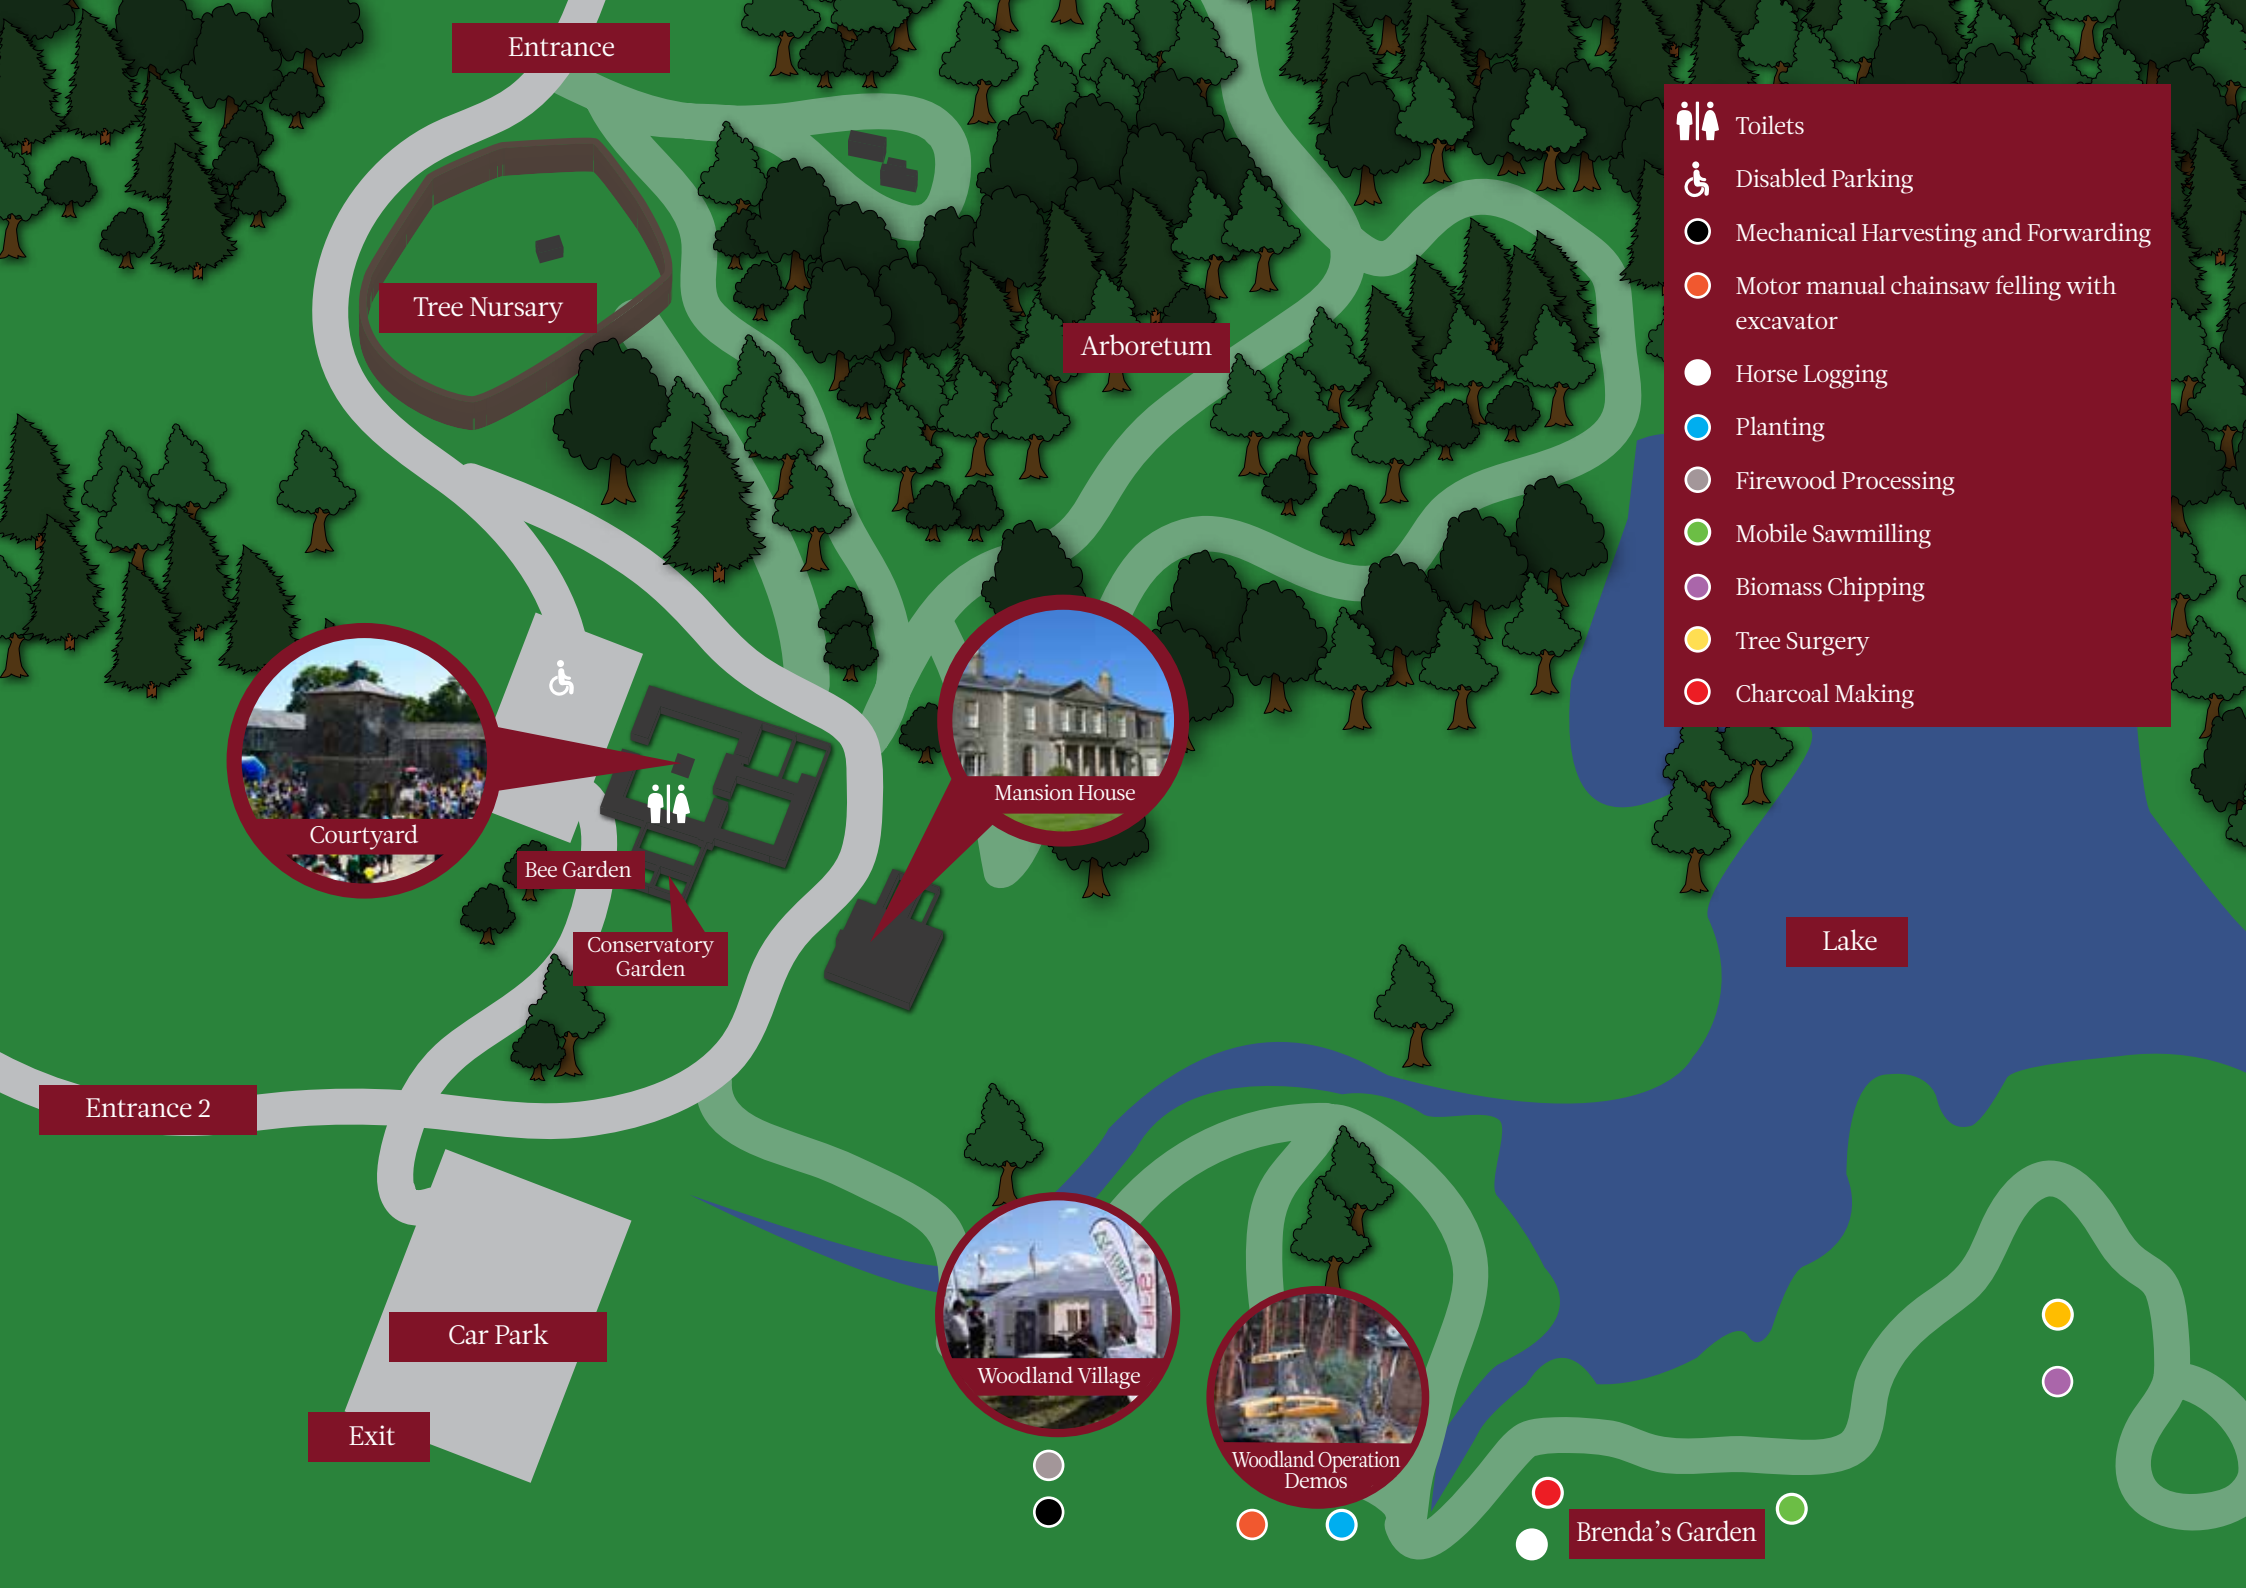 Entrance
Toilets
Disabled Parking
Mechanical Harvesting and Forwarding
Motor manual chainsaw felling with
excavator
Horse Logging
Planting
Firewood Processing
Mobile Sawmilling
Biomass Chipping
Tree Surgery
Charcoal Making
Tree Nursary
Arboretum
Mansion House
Courtyard
Bee Garden
Conservatory
Garden
Lake
Entrance 2
Car Park
Exit
Woodland Village
Woodland Operation
Demos
Brenda's Garden